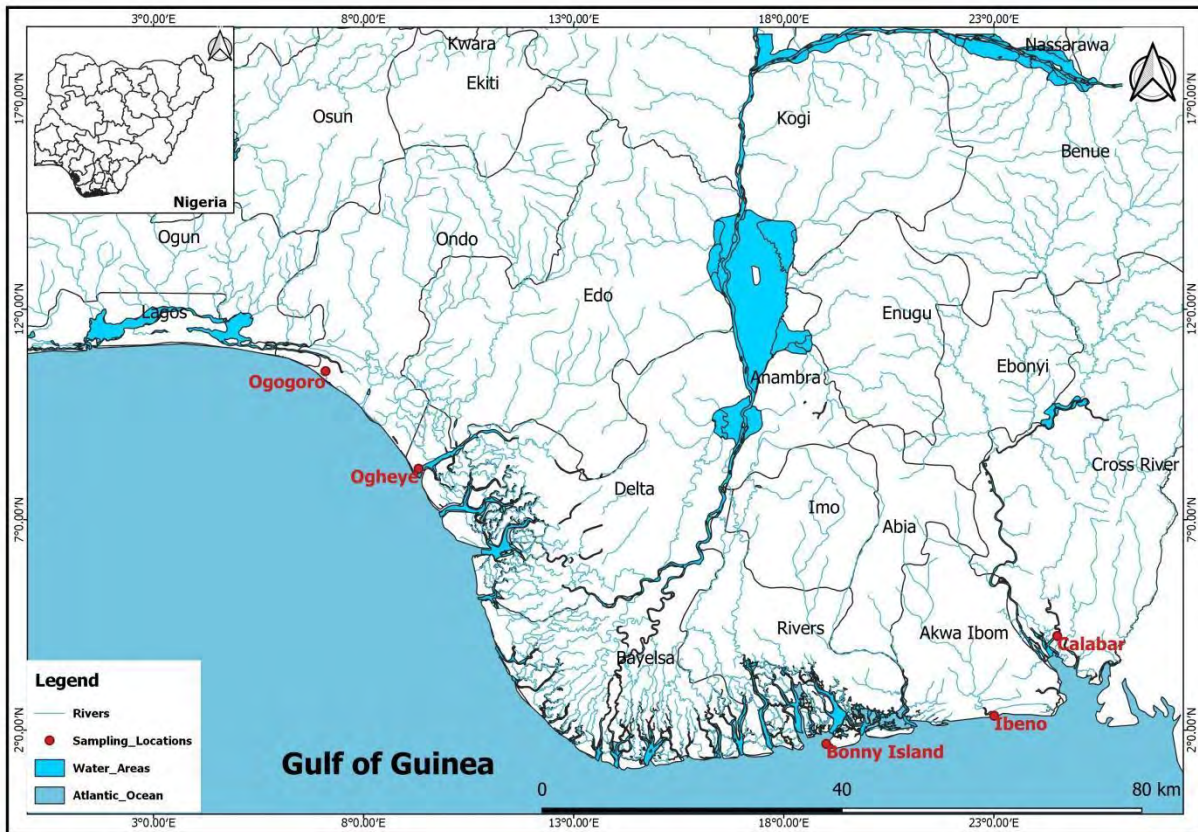 3°0.00'E 8°0.00'E 13°0.00'E 18°0.00'E 23°0.00'E
Nigeria
Kwara
Ekiti
Nassarawa
Osun
Kogi
Benue
17°0.00'N
17°0.00'N
Ogun
Ondo
Edo
Enugu
Lagos
12°0.00'N
12°0.00'N
Ebonyi
Anambra
Ogogoro
Ogheye
Cross River
Delta
Imo
Abia
7°0.00'N
7°0.00'N
Rivers
Akwa Ibom
Calabar
Bayelsa
Ibeno
Bonny Island
2°0.00'N
2°0.00'N
Gulf of Guinea
Legend
Rivers
Sampling_Locations
Water_Areas
Atlantic_Ocean
0 40 80 km
3°0.00'E 8°0.00'E 13°0.00'E 18°0.00'E 23°0.00'E